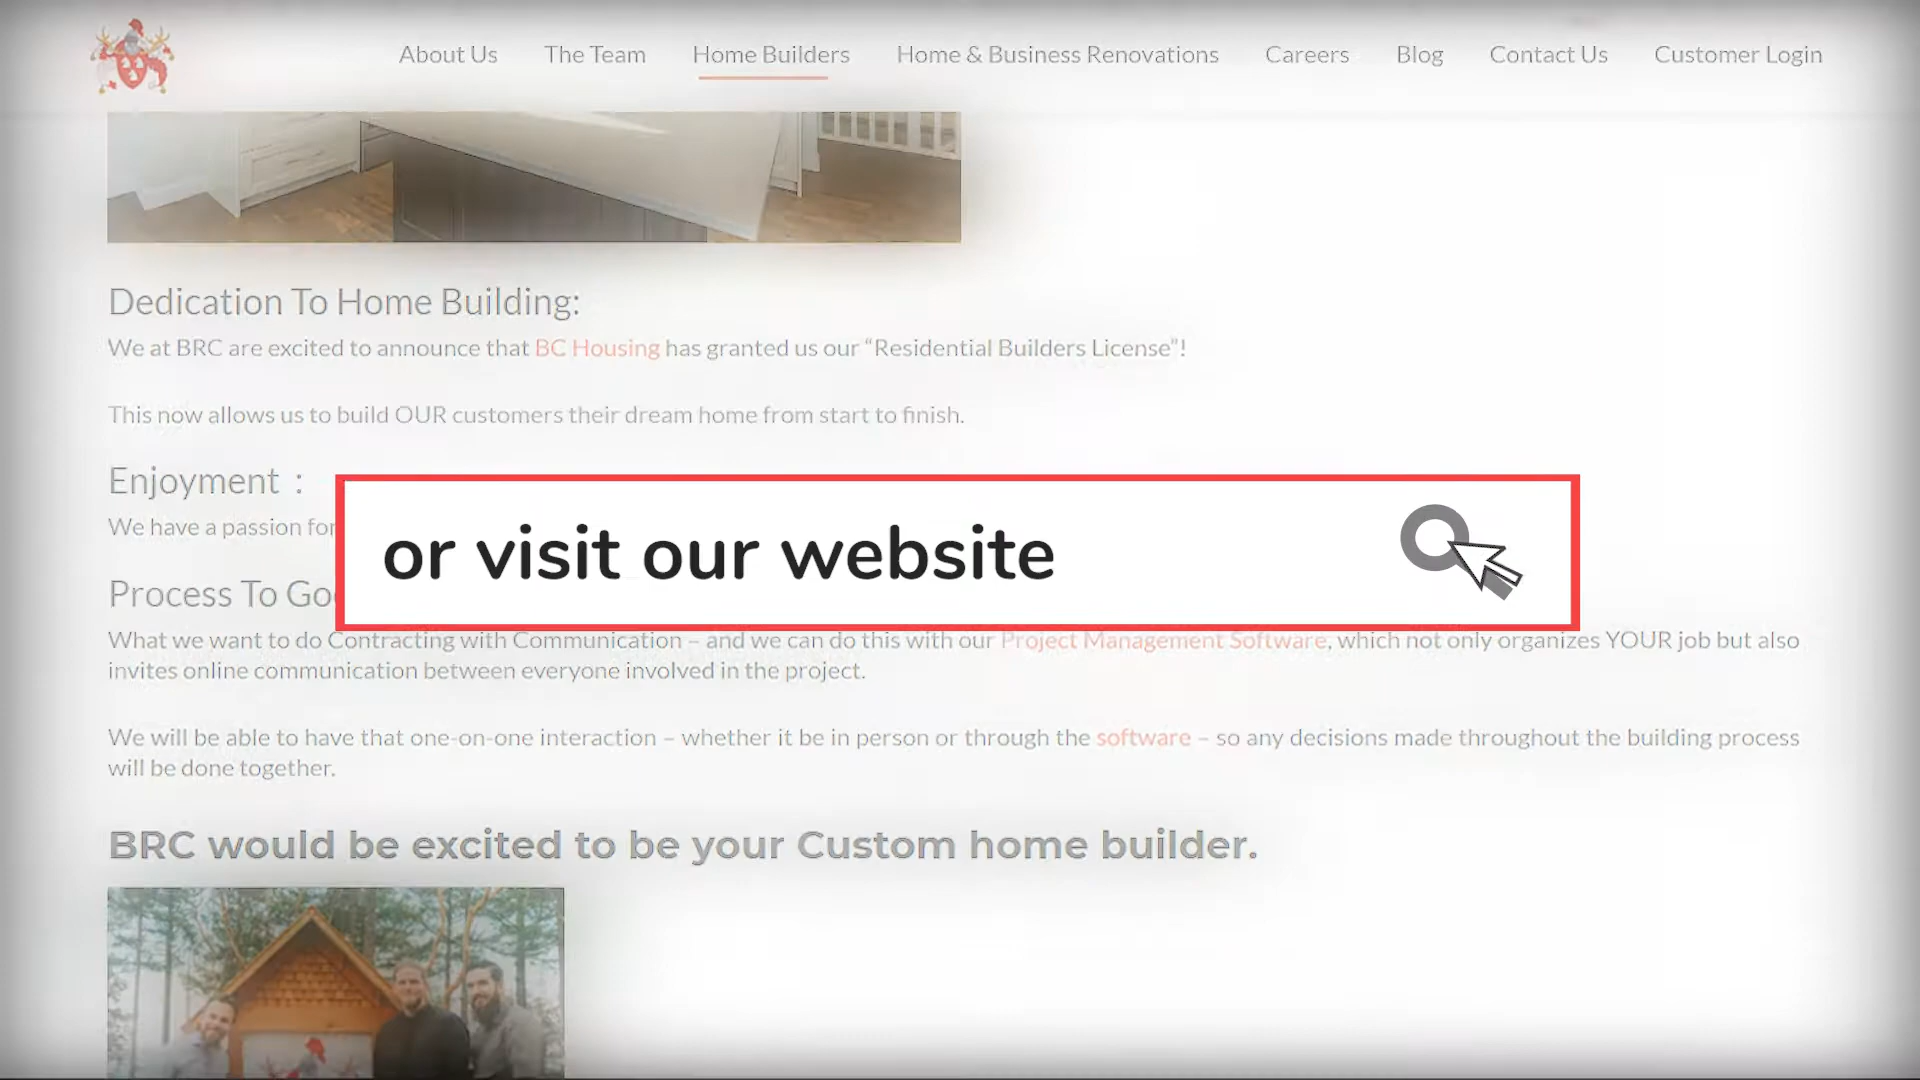 About Us The Team Home Builders Home & Business Renovations Careers Blog Contact Us Customer Login
Dedication To Home Building:
We at BRC are excited to announce that BC Housing has granted us our “Residential Builders License”!
This now allows us to build OUR customers their dream home from start to finish.
Enjoyment :
We have a passion for
or visit our website
Process To
What we want to do Contracting with Communication – and we can do this with our Project Management Software, which not only organizes YOUR job but also
invites online communication between everyone involved in the project.
We will be able to have that one-on-one interaction – whether it be in person or through the software – so any decisions made throughout the building process
will be done together.
BRC would be excited to be your Custom home builder.